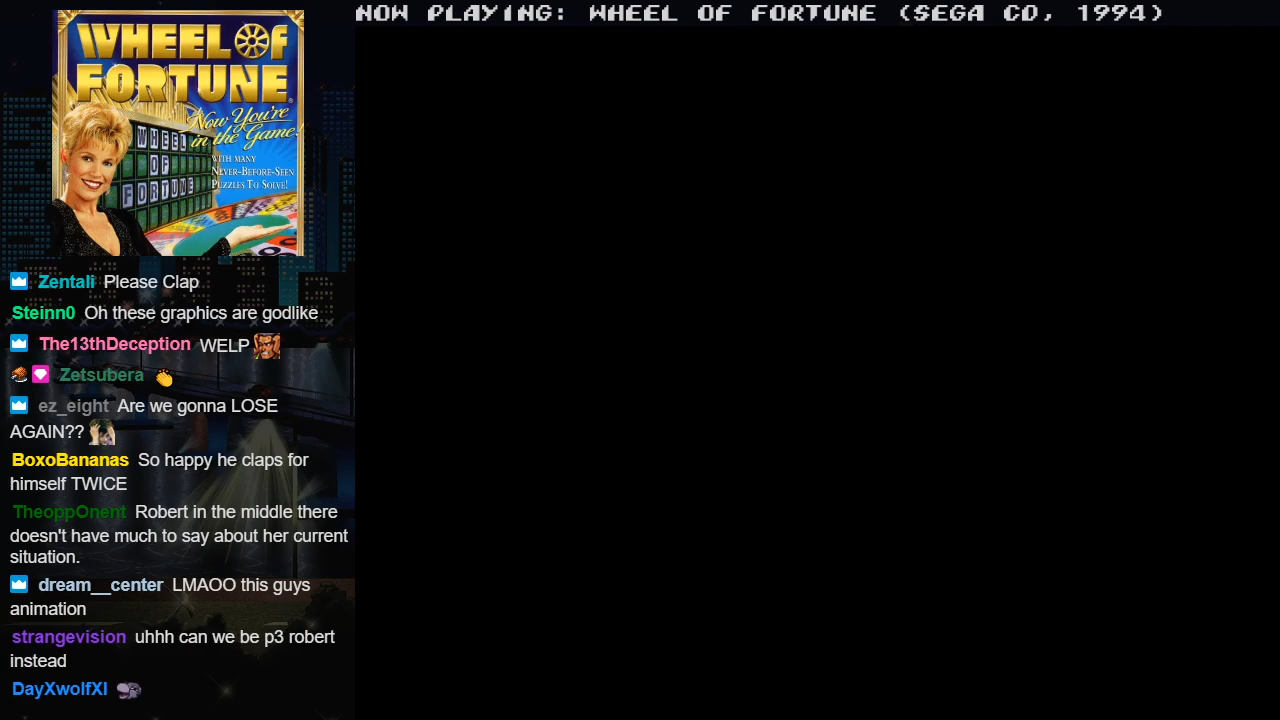 NOW PLAYING: WHEEL OF FORTUNE (SEGA CD, 1994)
WHEEL OF
FORTUNE
Now You're
in the Game!
WITH MANY
NEVER-BEFORE-SEEN
PUZZLES TO SOLVE!
WHEEL
OF
FORTUNE
Zentali Please Clap
Steinn0 Oh these graphics are godlike
The13thDeception WELP
Zetsubera
ez_eight Are we gonna LOSE
AGAIN??
BoxoBananas So happy he claps for
himself TWICE
TheoppOnent Robert in the middle there
doesn't have much to say about her current
situation.
dream__center LMAOO this guys
animation
strangevision uhhh can we be p3 robert
instead
DayXwolfXI